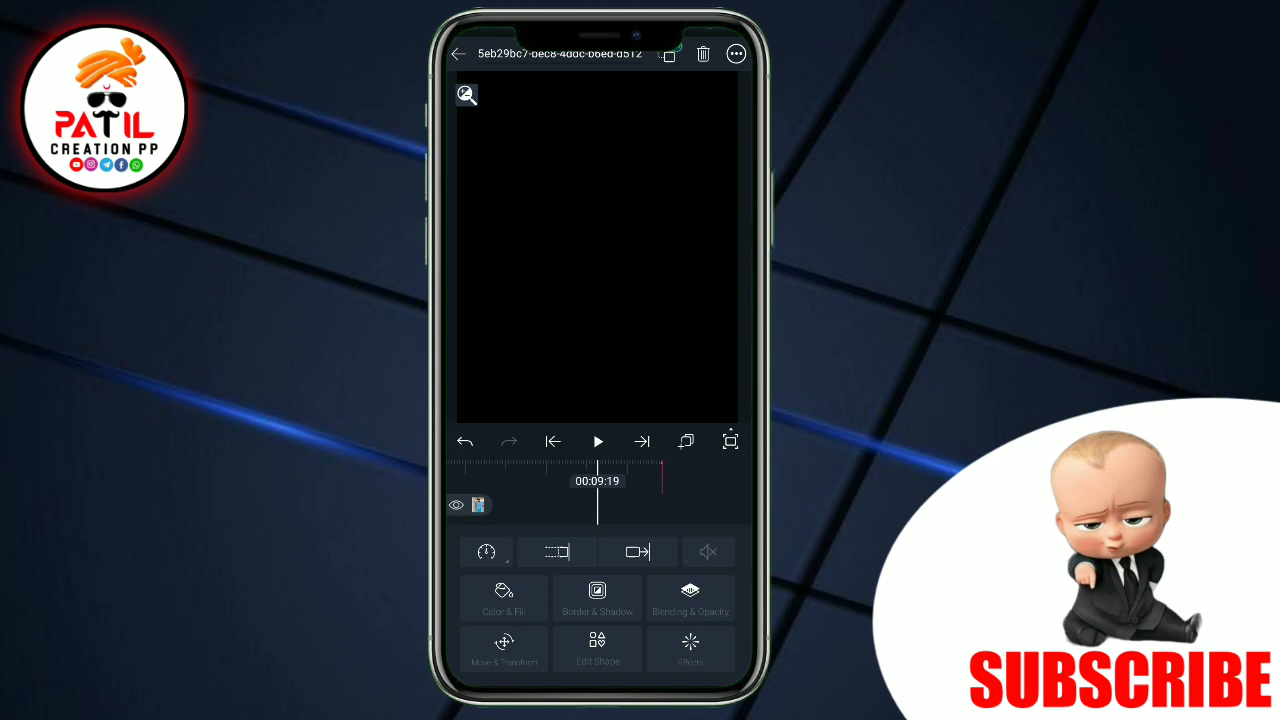 PATIL
CREATION PP
5eb29bc7-bec8-4ddc-b6ed-d512
00:09:19
Color & Fill
Border & Shadow
Blending & Opacity
Move & Transform
Edit Shape
Effects
SUBSCRIBE